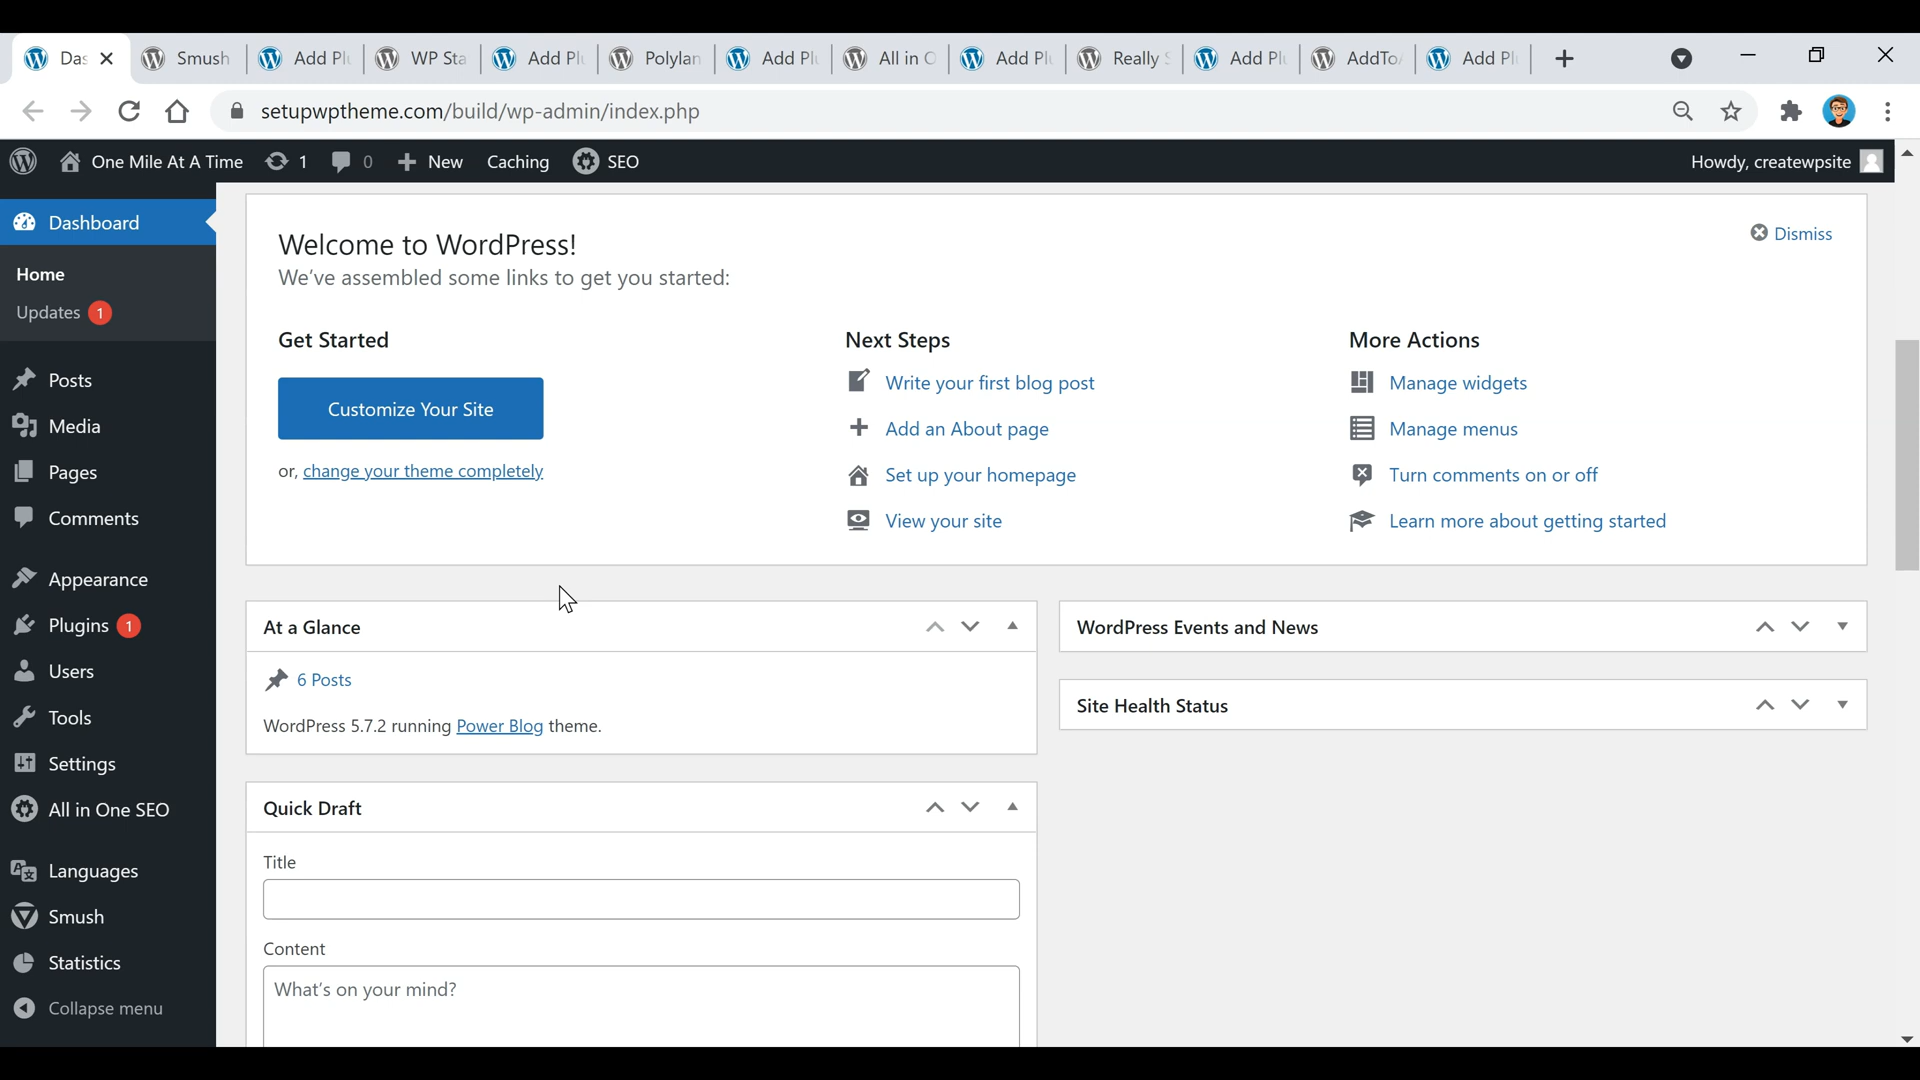 Das
Smush
Add Plu
WP Sta
Add Plu
Polylan
Add Plu
All in O
Add Plu
Really S
Add Plu
AddTo
Add Plu
setupwptheme.com/build/wp-admin/index.php
One Mile At A Time
1
0
New
Caching
SEO
Howdy, createwpsite
Dashboard
Home
Updates 1
Posts
Media
Pages
Comments
Appearance
Plugins 1
Users
Tools
Settings
All in One SEO
Languages
Smush
Statistics
Collapse menu
Welcome to WordPress!
Dismiss
We've assembled some links to get you started:
Get Started
Customize Your Site
or, change your theme completely
Next Steps
Write your first blog post
Add an About page
Set up your homepage
View your site
More Actions
Manage widgets
Manage menus
Turn comments on or off
Learn more about getting started
At a Glance
6 Posts
WordPress 5.7.2 running Power Blog theme.
Quick Draft
Title
Content
What's on your mind?
WordPress Events and News
Site Health Status